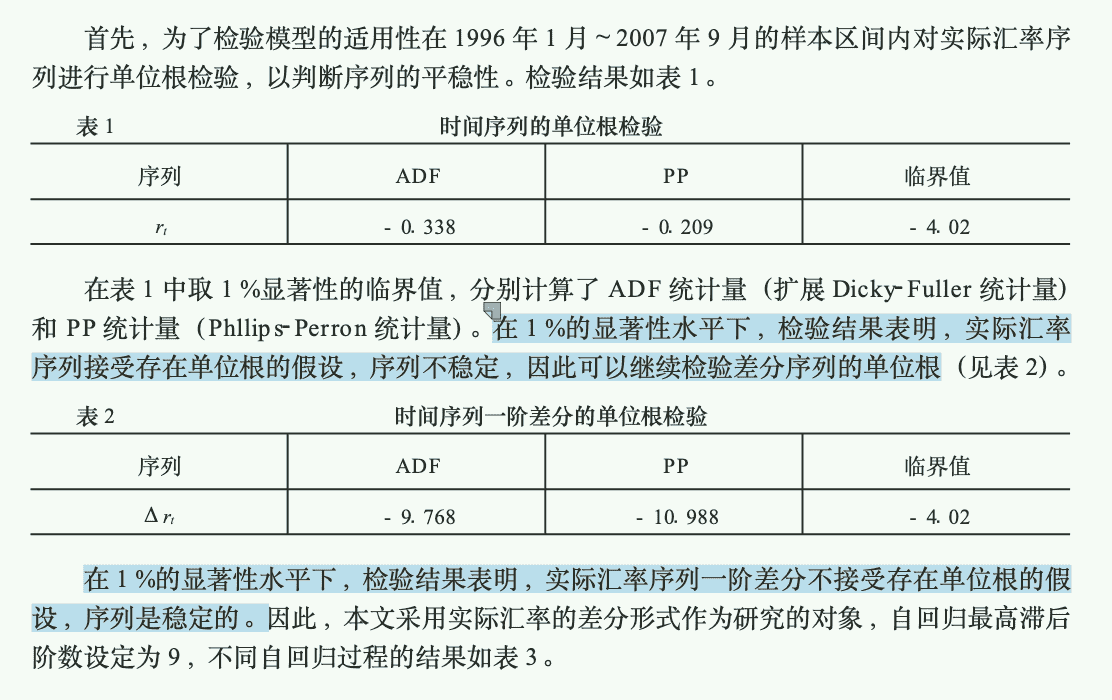 首先，为了检验模型的适用性在 1996 年 1 月 ~ 2007 年 9 月的样本区间内对实际汇率序
列进行单位根检验，以判断序列的平稳性。检验结果如表 1。
表 1 时间序列的单位根检验
序列 ADF PP 临界值
rt - 0. 338 - 0. 209 - 4. 02
在表 1 中取 1 %显著性的临界值，分别计算了 ADF 统计量（扩展 Dicky- Fuller 统计量）
和 PP 统计量（Phllips- Perron 统计量）。在 1 %的显著性水平下，检验结果表明，实际汇率
序列接受存在单位根的假设，序列不稳定，因此可以继续检验差分序列的单位根（见表 2）。
表 2 时间序列一阶差分的单位根检验
序列 ADF PP 临界值
Δ rt - 9. 768 - 10. 988 - 4. 02
在 1 %的显著性水平下，检验结果表明，实际汇率序列一阶差分不接受存在单位根的假
设，序列是稳定的。因此，本文采用实际汇率的差分形式作为研究的对象，自回归最高滞后
阶数设定为 9，不同自回归过程的结果如表 3。